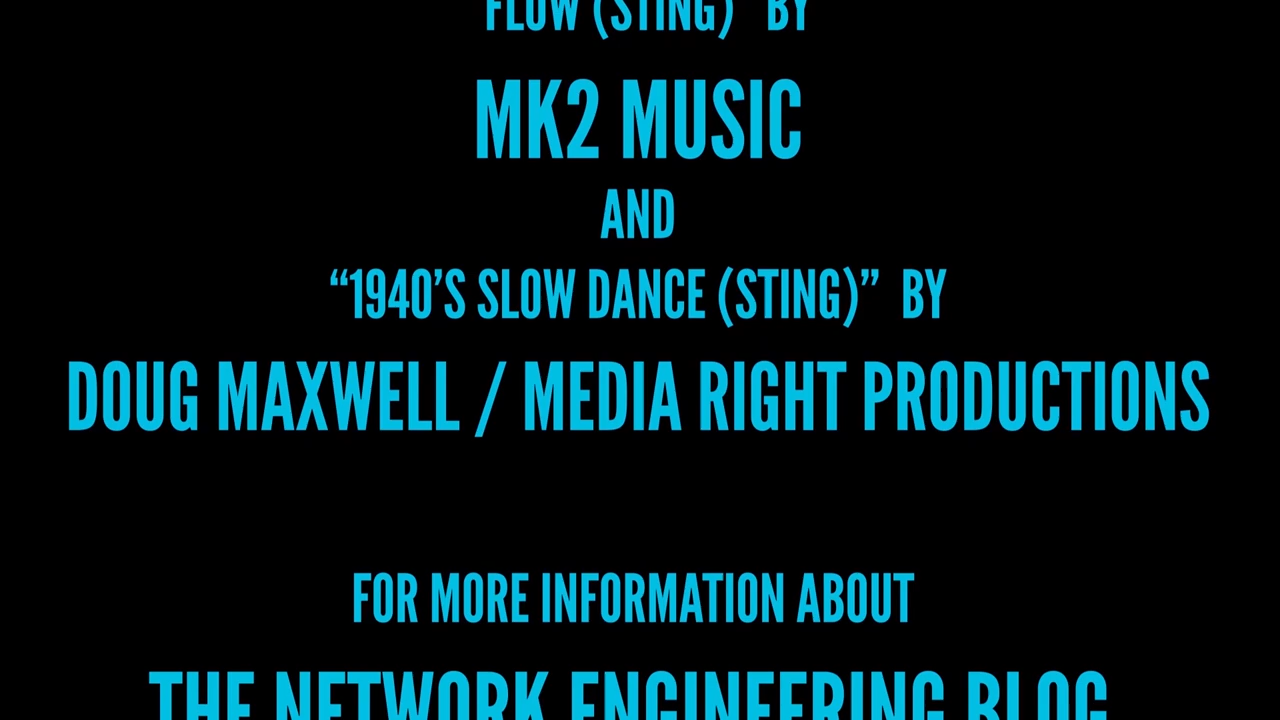 FLOW (STING)” BY
MK2 MUSIC
AND
“1940’S SLOW DANCE (STING)” BY
DOUG MAXWELL / MEDIA RIGHT PRODUCTIONS
FOR MORE INFORMATION ABOUT
THE NETWORK ENGINEERING BLOG